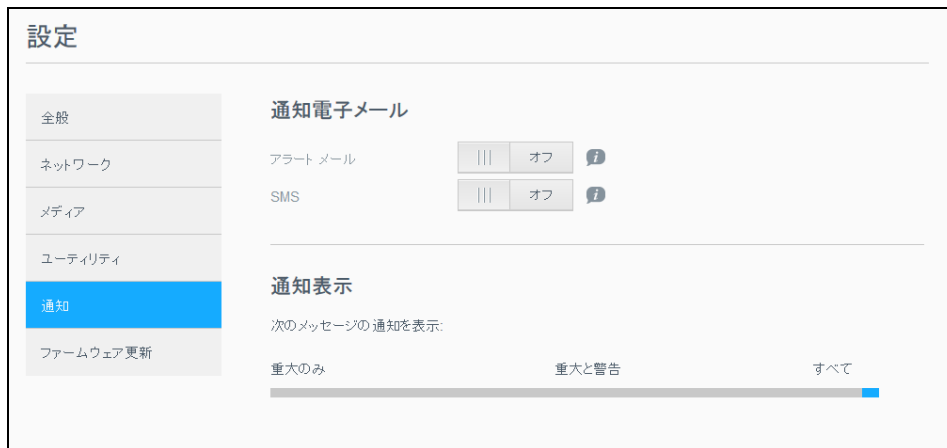 設定
全般
ネットワーク
メディア
ユーティリティ
通知
ファームウェア更新
通知電子メール
アラート メール
オフ
SMS
オフ
通知表示
次のメッセージの通知を表示:
重大のみ
重大と警告
すべて